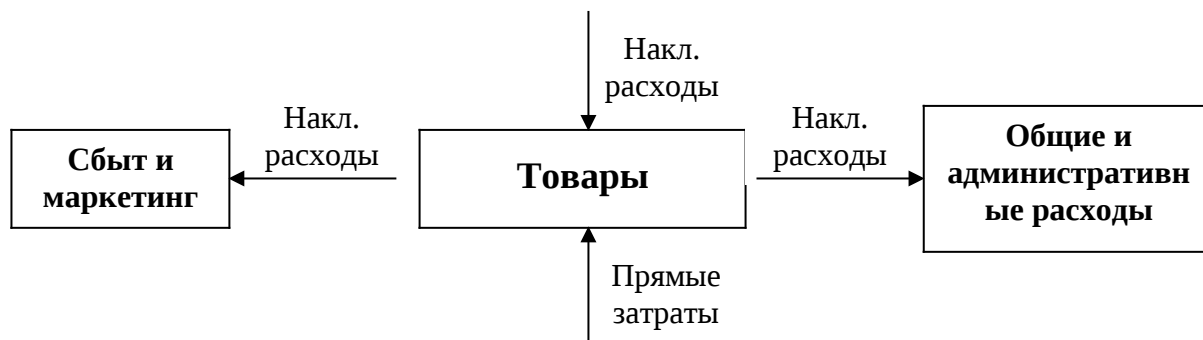 Накл.
расходы
Накл.
расходы
Сбыт и
маркетинг
Товары
Накл.
расходы
Общие и
административн
ые расходы
Прямые
затраты